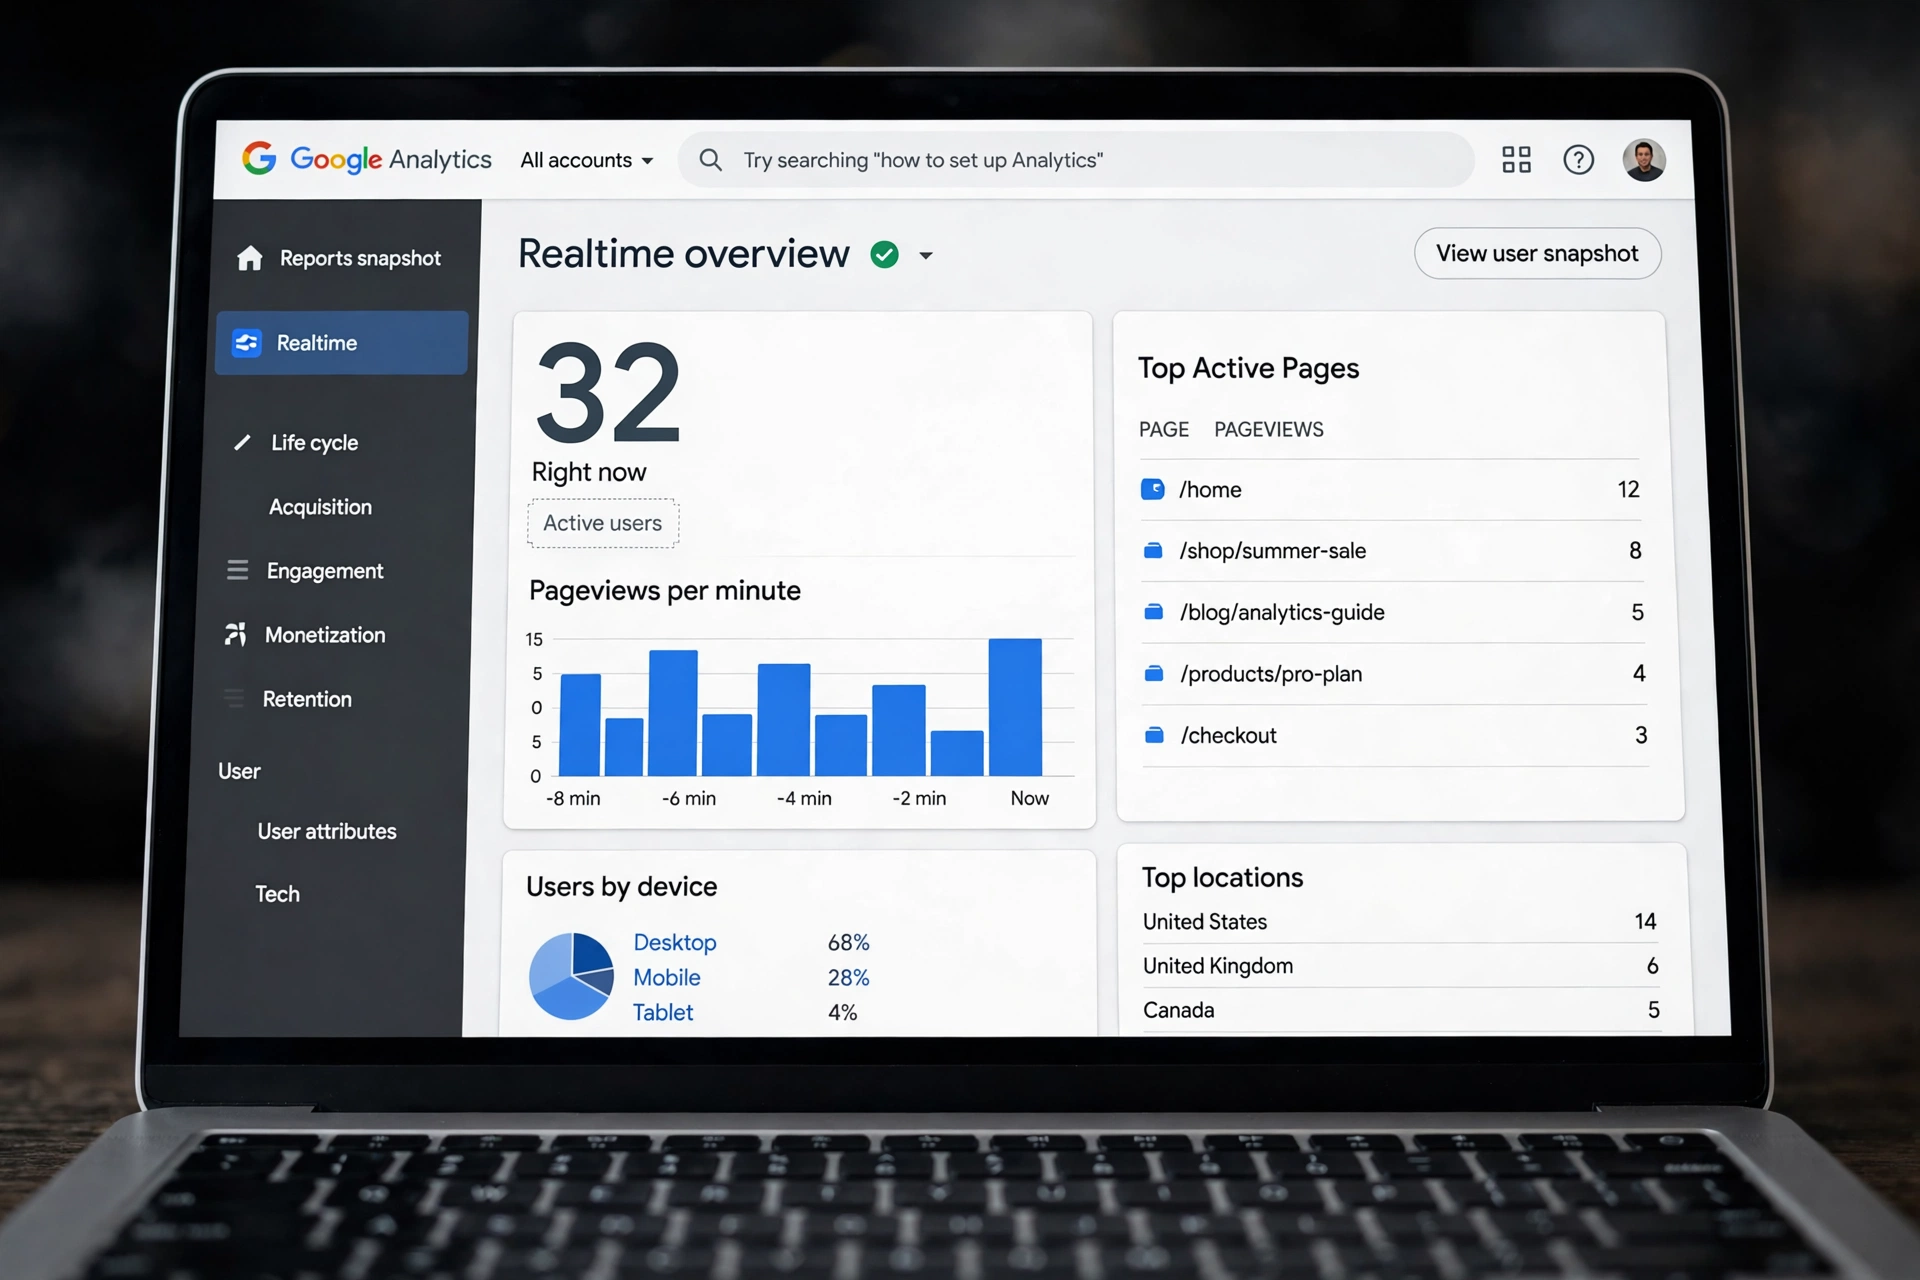 Google Analytics
All accounts
Try searching "how to set up Analytics"
Reports snapshot
Realtime
Life cycle
Acquisition
Engagement
Monetization
Retention
User
User attributes
Tech
Realtime overview
View user snapshot
32
Right now
Active users
Pageviews per minute
15
5
0
5
0
-8 min -6 min -4 min -2 min Now
Top Active Pages
PAGE PAGEVIEWS
/home 12
/shop/summer-sale 8
/blog/analytics-guide 5
/products/pro-plan 4
/checkout 3
Users by device
Desktop 68%
Mobile 28%
Tablet 4%
Top locations
United States 14
United Kingdom 6
Canada 5